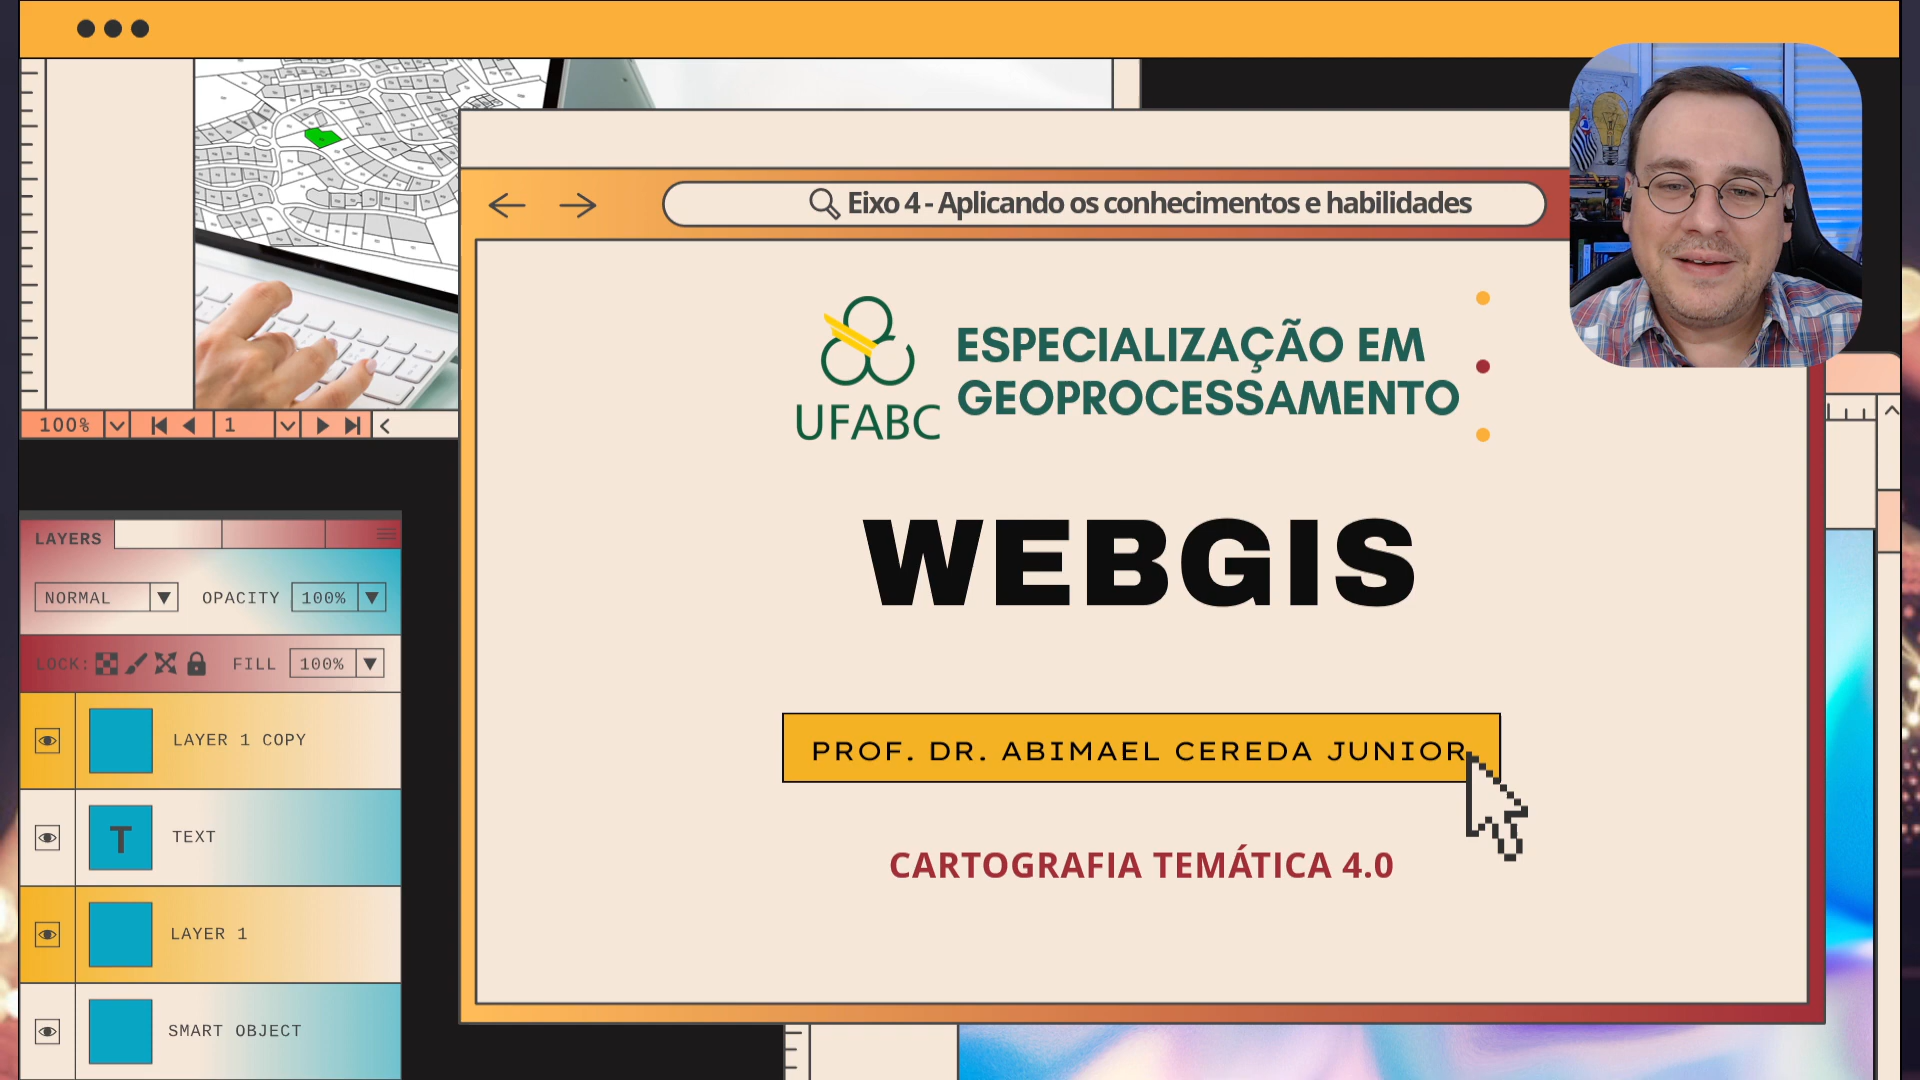 Eixo 4 - Aplicando os conhecimentos e habilidades
UFABC
ESPECIALIZAÇÃO EM
GEOPROCESSAMENTO
WEBGIS
PROF. DR. ABIMAEL CEREDA JUNIOR
CARTOGRAFIA TEMÁTICA 4.0
100%
1
LAYERS
NORMAL
OPACITY
100%
LOCK:
FILL
100%
LAYER 1 COPY
T
TEXT
LAYER 1
SMART OBJECT